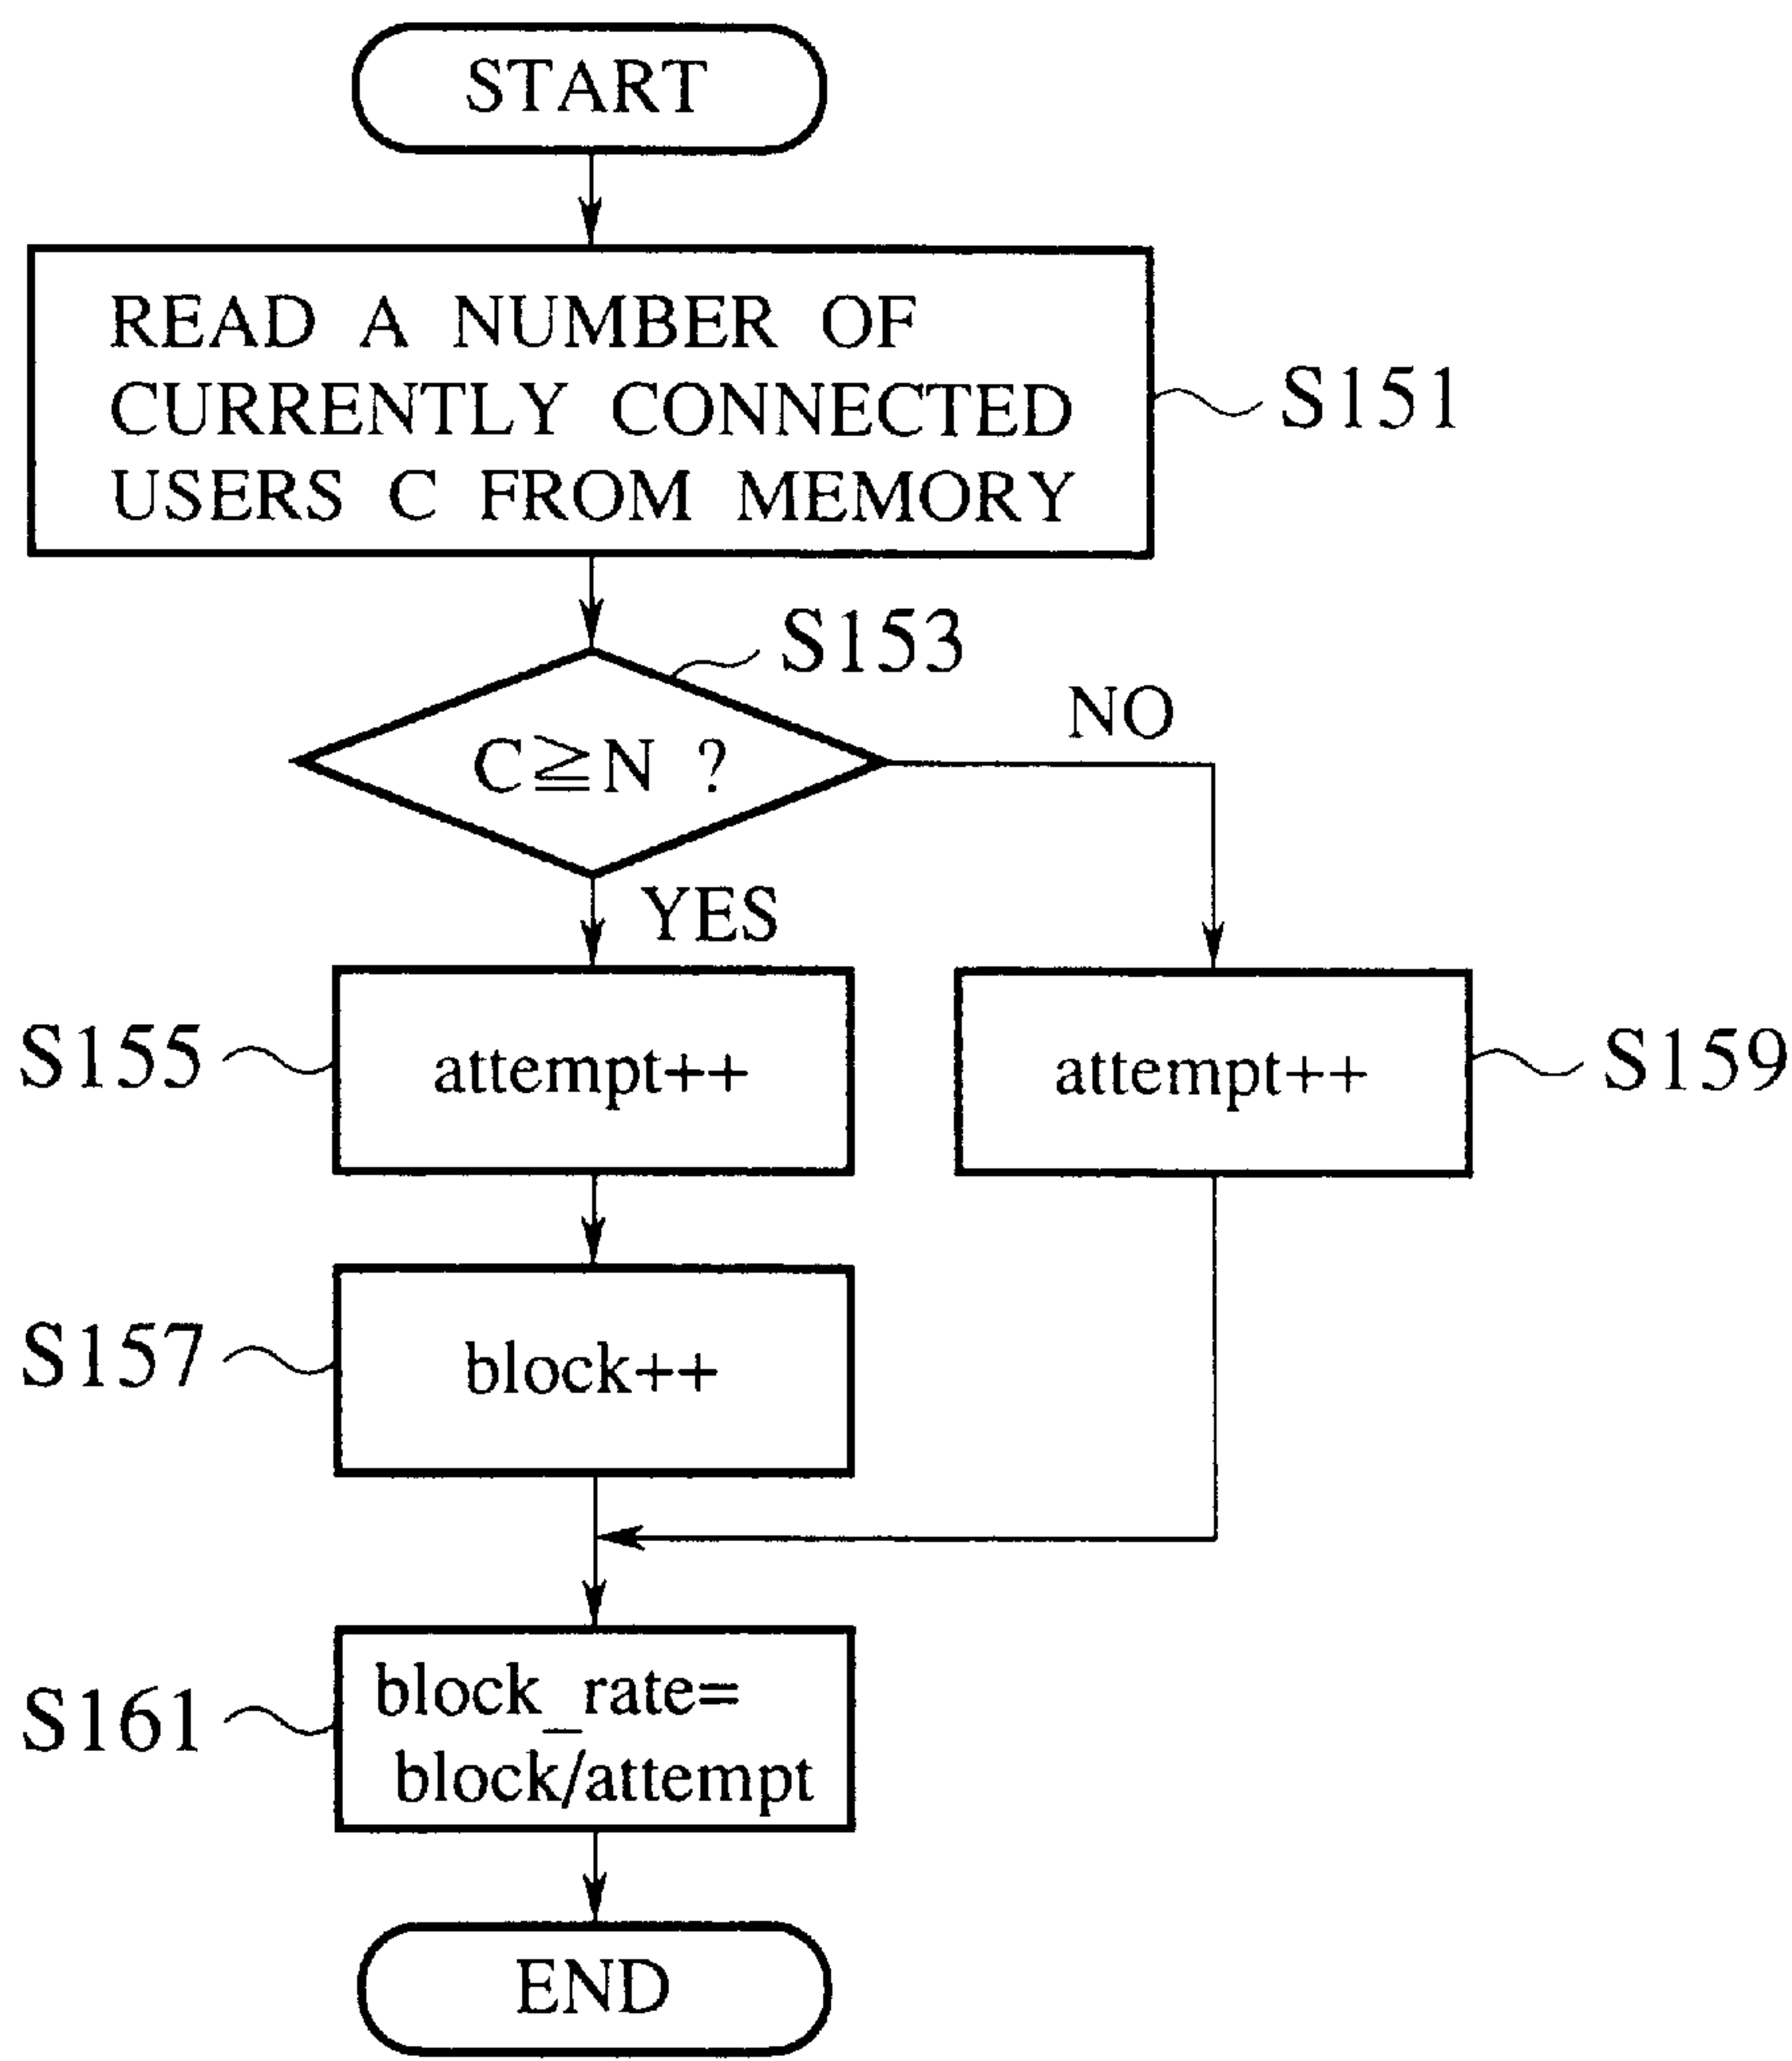 START
READ A NUMBER OF
CURRENTLY CONNECTED
USERS C FROM MEMORY
S151
S153
C≧N ?
NO
YES
S155
attempt++
attempt++
S159
S157
block++
S161
block_rate=
block/attempt
END